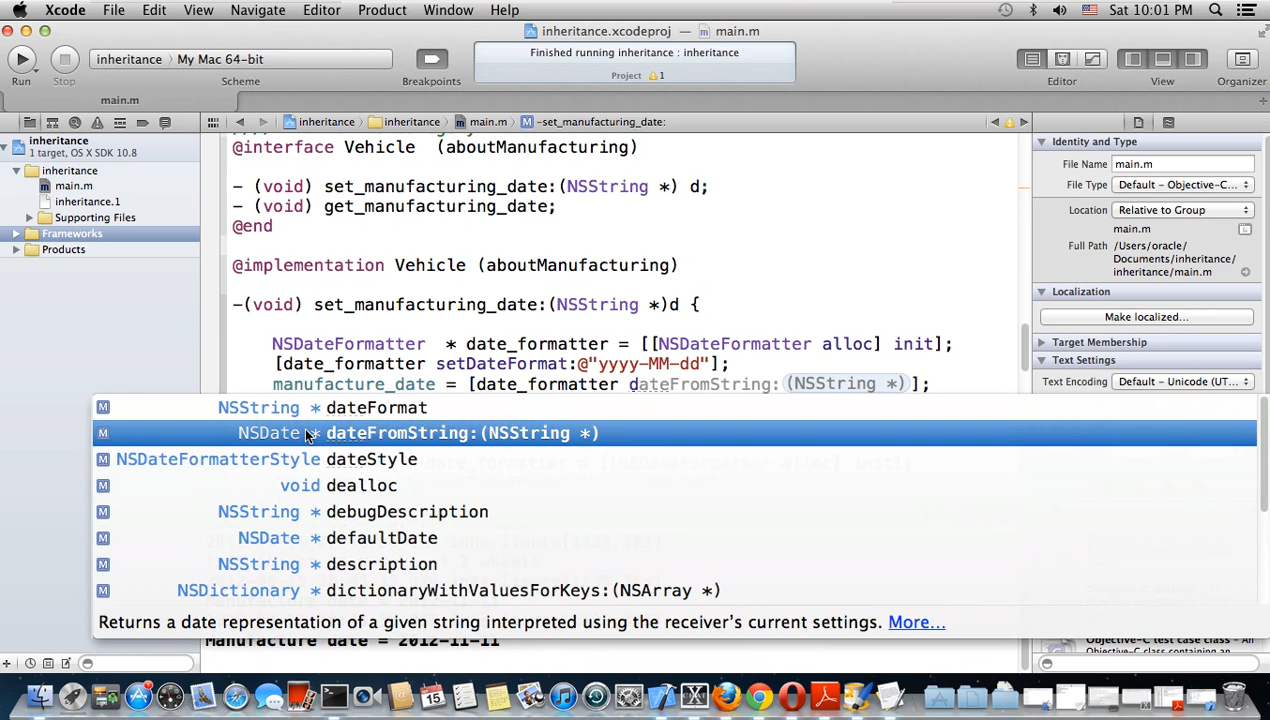 Xcode File Edit View Navigate Editor Product Window Help Sat 10:01 PM
inheritance.xcodeproj — main.m
inheritance > My Mac 64-bit
Finished running inheritance : inheritance
Project 1
Run Stop Scheme Breakpoints Editor View Organizer
main.m
inheritance > inheritance > main.m > M -set_manufacturing_date:
inheritance
1 target, OS X SDK 10.8
inheritance
main.m
inheritance.1
Supporting Files
Frameworks
Products
@interface Vehicle (aboutManufacturing)
- (void) set_manufacturing_date:(NSString *) d;
- (void) get_manufacturing_date;
@end
@implementation Vehicle (aboutManufacturing)
-(void) set_manufacturing_date:(NSString *)d {
NSDateFormatter * date_formatter = [[NSDateFormatter alloc] init];
[date_formatter setDateFormat:@"yyyy-MM-dd"];
manufacture_date = [date_formatter dateFromString:(NSString *)];
M NSString * dateFormat
M NSDate * dateFromString:(NSString *)
M NSDateFormatterStyle dateStyle
M void dealloc
M NSString * debugDescription
M NSDate * defaultDate
M NSString * description
M NSDictionary * dictionaryWithValuesForKeys:(NSArray *)
Returns a date representation of a given string interpreted using the receiver's current settings. More...
Manufacture date = 2012-11-11
Identity and Type
File Name main.m
File Type Default - Objective-C...
Location Relative to Group
main.m
Full Path /Users/oracle/
Documents/inheritance/
inheritance/main.m
Localization
Make localized...
Target Membership
Text Settings
Text Encoding Default - Unicode (UT...
Objective-C test case class - An